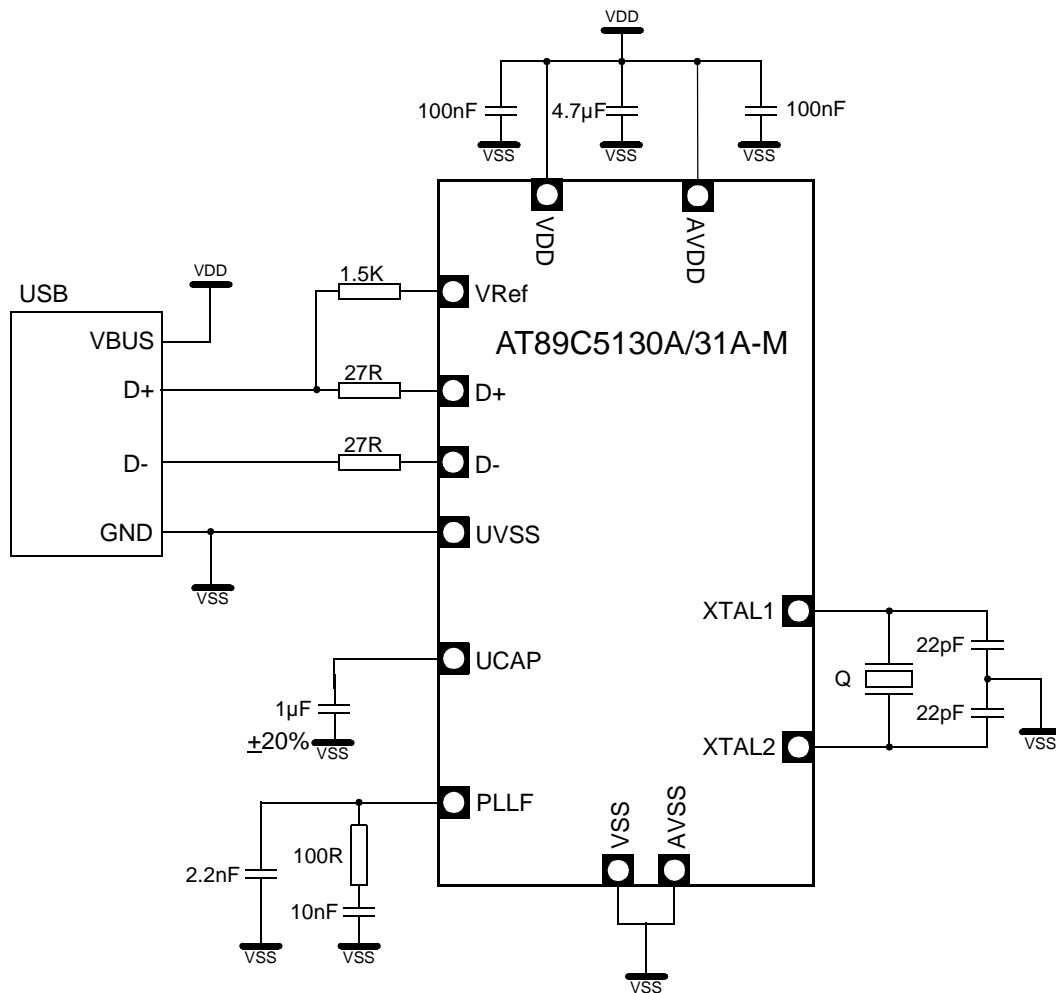 VDD
100nF
4.7µF
100nF
VSS
VSS
VSS
VDD
AVDD
VDD
USB
1.5K
VRef
VBUS
AT89C5130A/31A-M
D+
27R
D+
D-
27R
D-
GND
UVSS
VSS
XTAL1
22pF
UCAP
Q
1µF
22pF
±20%
VSS
XTAL2
VSS
PLLF
VSS
AVSS
100R
2.2nF
10nF
VSS
VSS
VSS